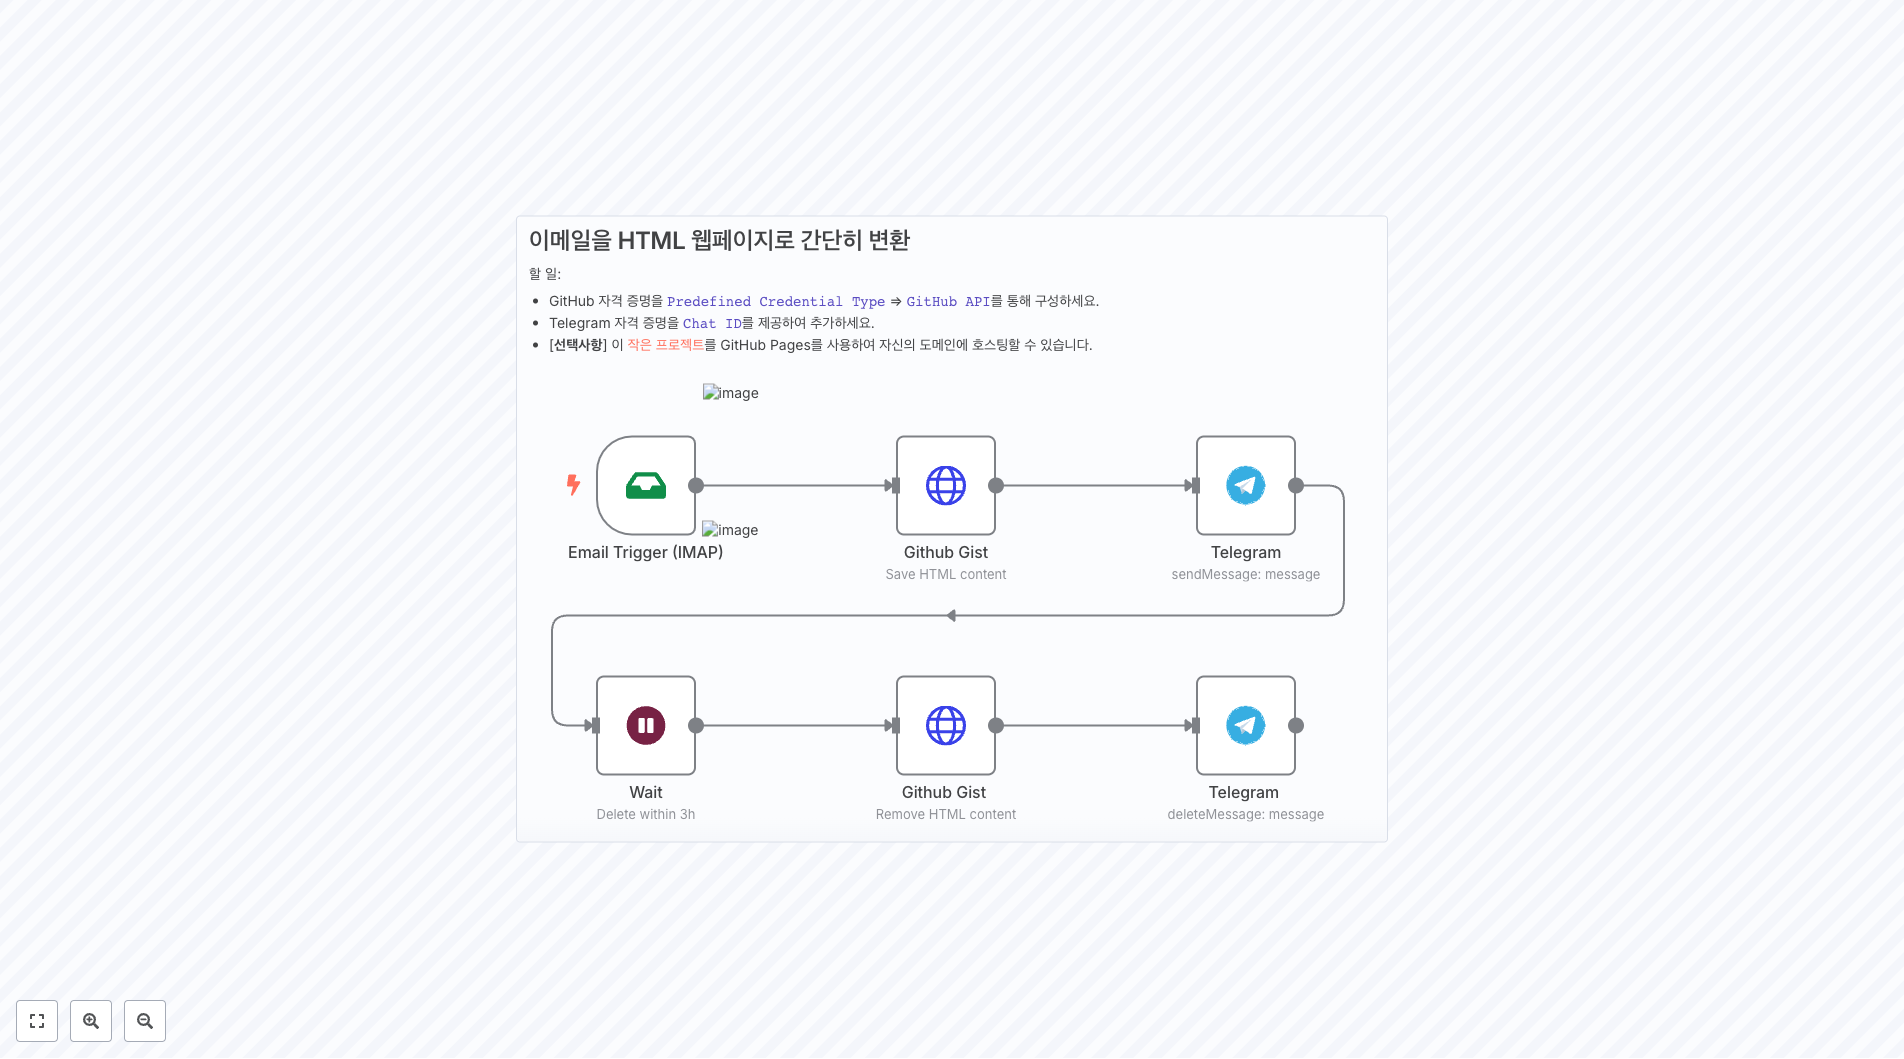 이메일을 HTML 웹페이지로 간단히 변환
할 일:
• GitHub 자격 증명을 Predefined Credential Type => GitHub API를 통해 구성하세요.
• Telegram 자격 증명을 Chat ID를 제공하여 추가하세요.
• [선택사항] 이 작은 프로젝트를 GitHub Pages를 사용하여 자신의 도메인에 호스팅할 수 있습니다.
image
image
Email Trigger (IMAP)
Github Gist
Save HTML content
Telegram
sendMessage: message
Wait
Delete within 3h
Github Gist
Remove HTML content
Telegram
deleteMessage: message